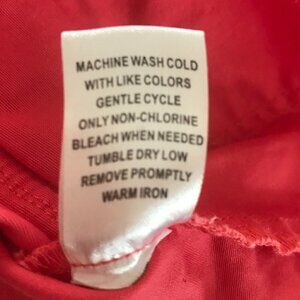 MACHINE WASH COLD
WITH LIKE COLORS
GENTLE CYCLE
ONLY NON-CHLORINE
BLEACH WHEN NEEDED
TUMBLE DRY LOW
REMOVE PROMPTLY
WARM IRON